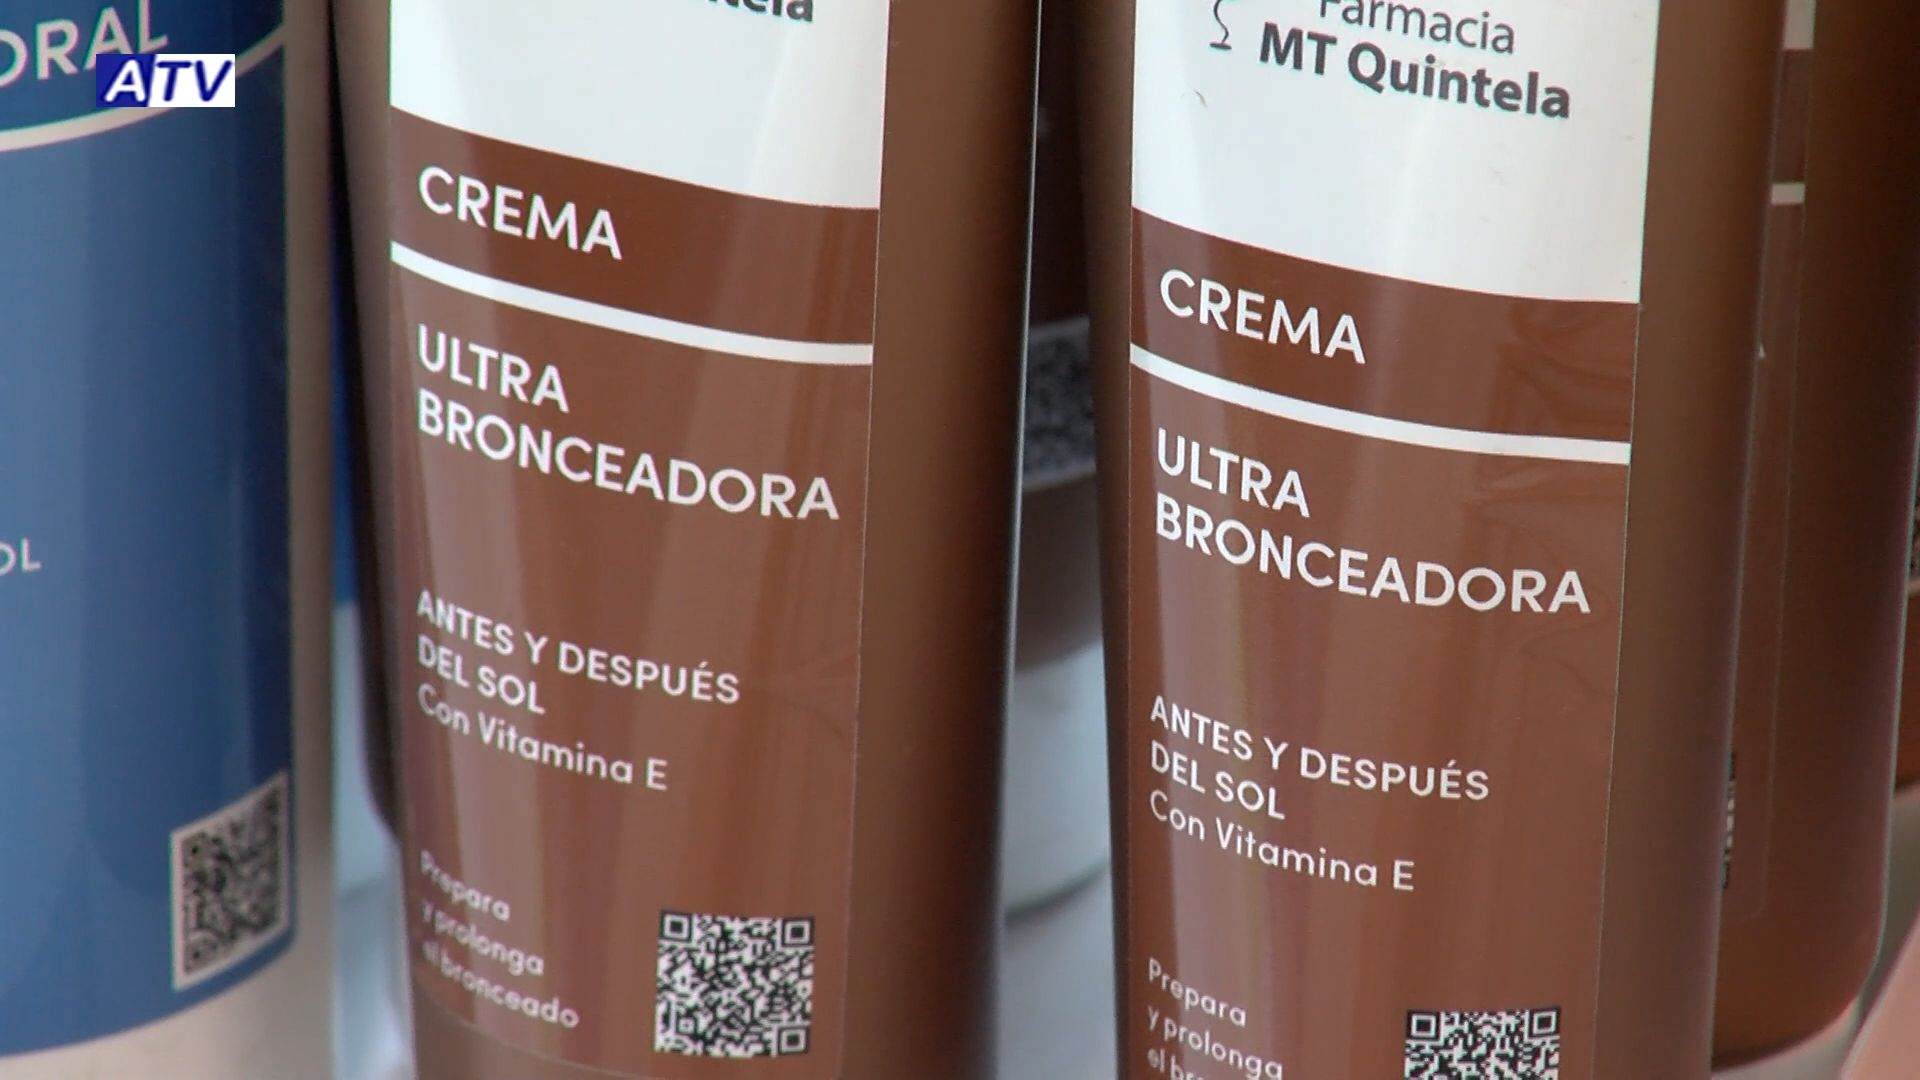 ORAL
ATV
OL
CREMA
ULTRA
BRONCEADORA
ANTES Y DESPUÉS
DEL SOL
Con Vitamina E
Prepara
y prolonga
el bronceado
Farmacia
MT Quintela
CREMA
ULTRA
BRONCEADORA
ANTES Y DESPUÉS
DEL SOL
Con Vitamina E
Prepara
y prolonga